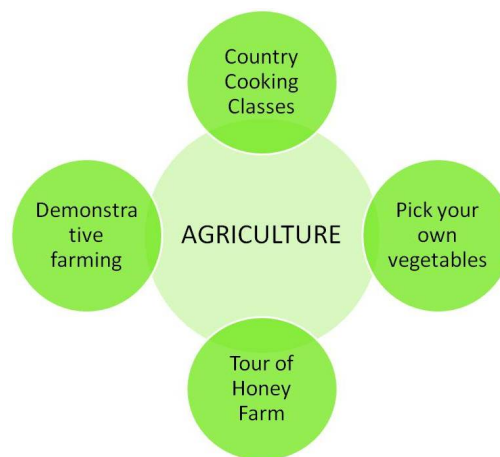 Country
Cooking
Classes
Demonstra
tive
farming
AGRICULTURE
Pick your
own
vegetables
Tour of
Honey
Farm